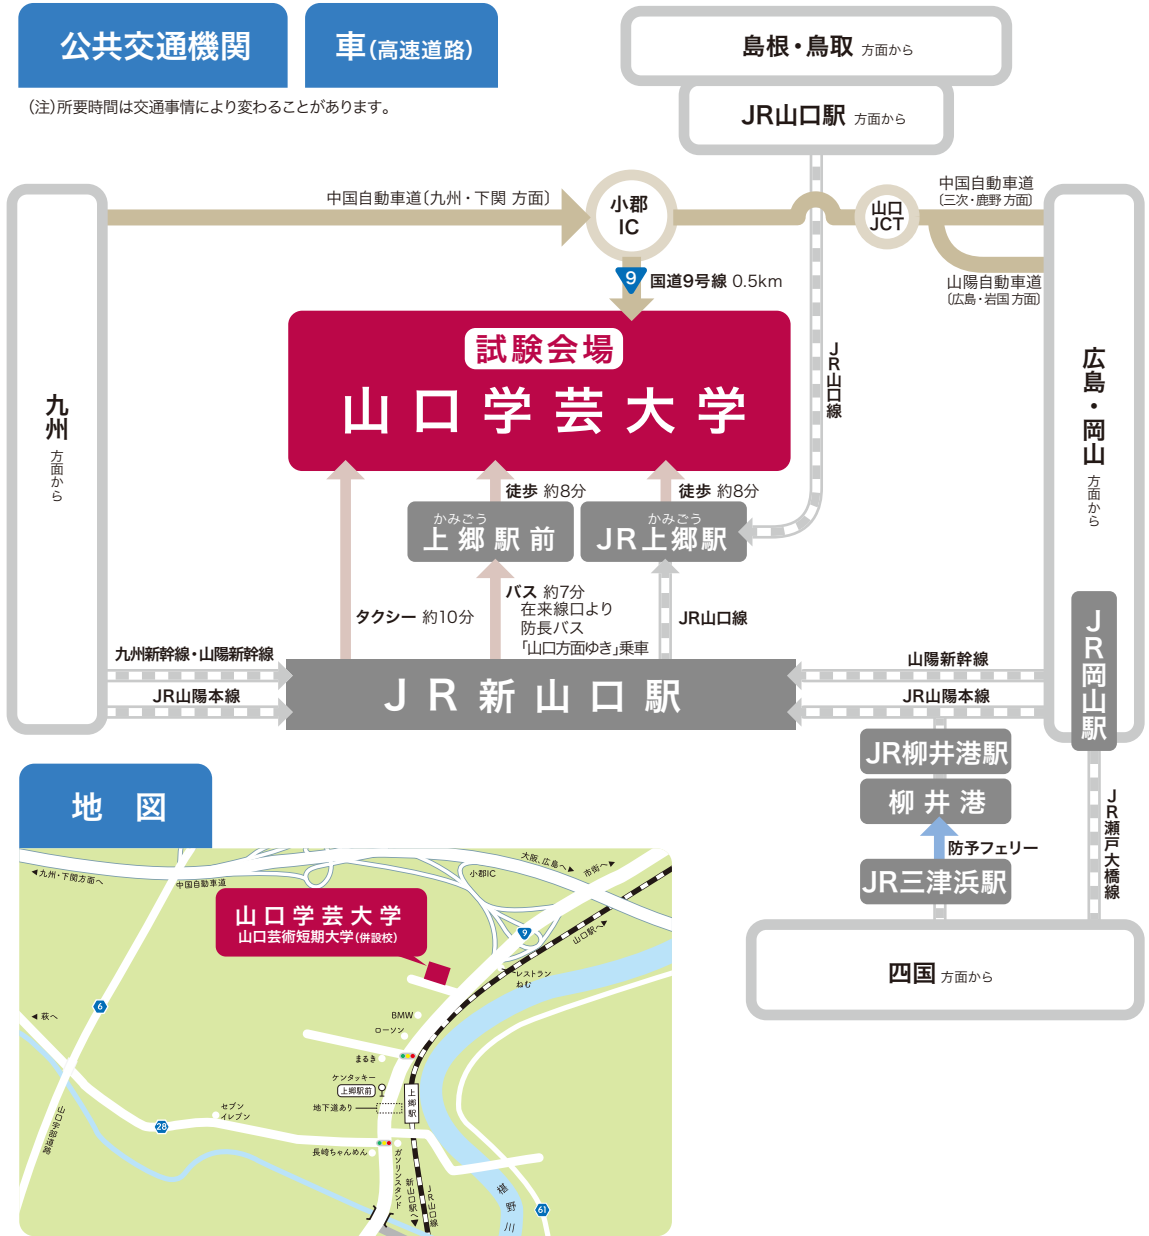 公共交通機関
車(高速道路)
(注)所要時間は交通事情により変わることがあります。
島根・鳥取 方面から
JR山口駅 方面から
中国自動車道〔九州・下関 方面〕
小郡
IC
山口
JCT
中国自動車道
〔三次・鹿野方面〕
山陽自動車道
〔広島・岩国方面〕
9 国道9号線 0.5km
試験会場
山口学芸大学
JR山口線
九州 方面から
広島・岡山 方面から
徒歩 約8分
徒歩 約8分
かみごう
上郷駅前
かみごう
JR上郷駅
タクシー 約10分
バス 約7分
在来線口より
防長バス
「山口方面ゆき」乗車
JR山口線
九州新幹線・山陽新幹線
JR山陽本線
JR新山口駅
山陽新幹線
JR山陽本線
JR岡山駅
JR柳井港駅
柳井港
防予フェリー
JR三津浜駅
JR瀬戸大橋線
四国 方面から
地図
九州・下関方面へ
中国自動車道
小郡IC
大阪、広島へ
市街へ
山口学芸大学
山口芸術短期大学(併設校)
9
山口駅へ
レストラン
ねむ
6
萩へ
BMW
ローソン
まるき
ケンタッキー
上郷駅前
地下道あり
上郷駅
セブン
イレブン
28
山口宇部道路
長崎ちゃんめん
ガソリンスタンド
新山口駅へ
JR山口線
椹野川
61